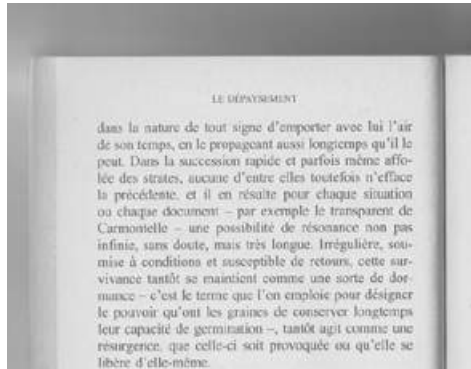 LE DÉPAYSEMENT
dans la nature de tout signe d'emporter avec lui l'air
de son temps, en le propageant aussi longtemps qu'il le
peut. Dans la succession rapide et parfois même affo-
lée des strates, aucune d'entre elles toutefois n'efface
la précédente, et il en résulte pour chaque situation
ou chaque document – par exemple le transparent de
Carmontelle – une possibilité de résonance non pas
infinie, sans doute, mais très longue. Irrégulière, sou-
mise à conditions et susceptible de retours, cette sur-
vivance tantôt se maintient comme une sorte de dor-
mance – c'est le terme que l'on emploie pour désigner
le pouvoir qu'ont les graines de conserver longtemps
leur capacité de germination –, tantôt agit comme une
résurgence, que celle-ci soit provoquée ou qu'elle se
libère d'elle-même.